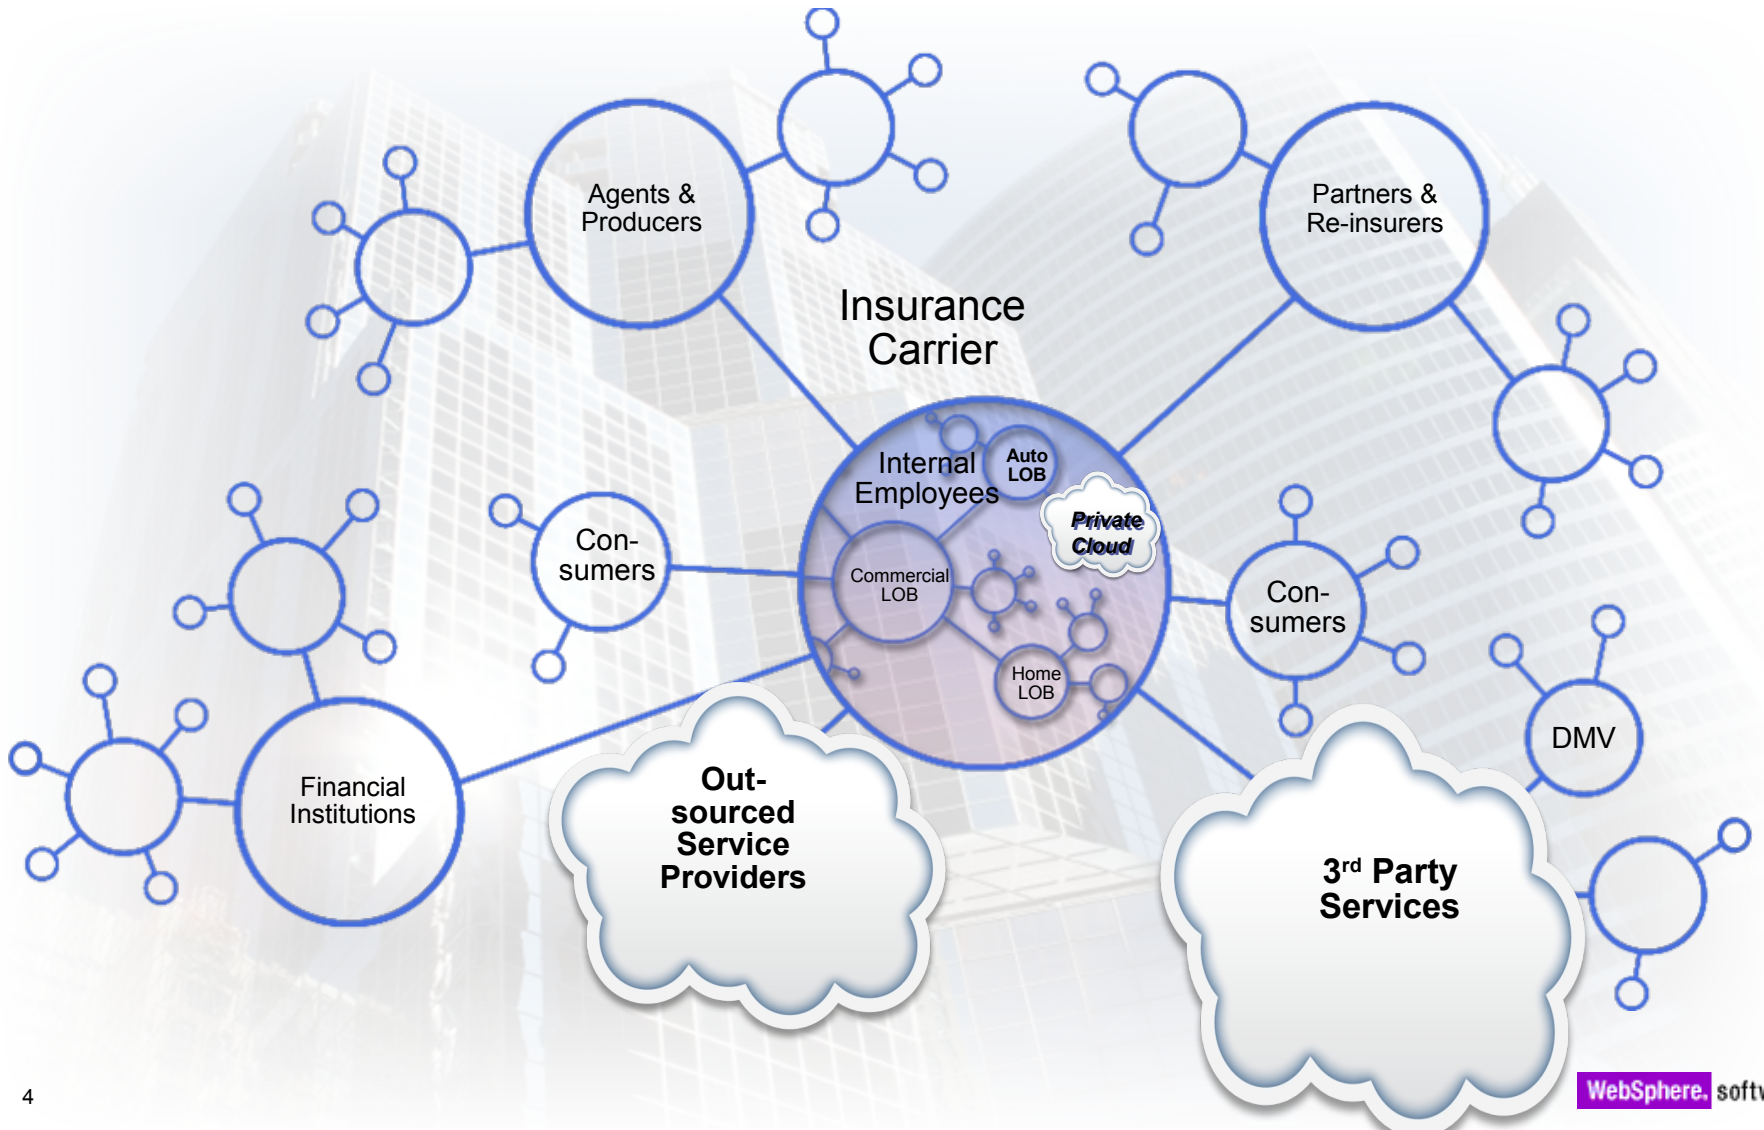 Agents &
Producers
Partners &
Re-insurers
Insurance
Carrier
Internal
Employees
Auto
LOB
Private
Cloud
Con-
sumers
Commercial
LOB
Con-
sumers
Home
LOB
DMV
Financial
Institutions
Out-
sourced
Service
Providers
3rd Party
Services
4
WebSphere. softw